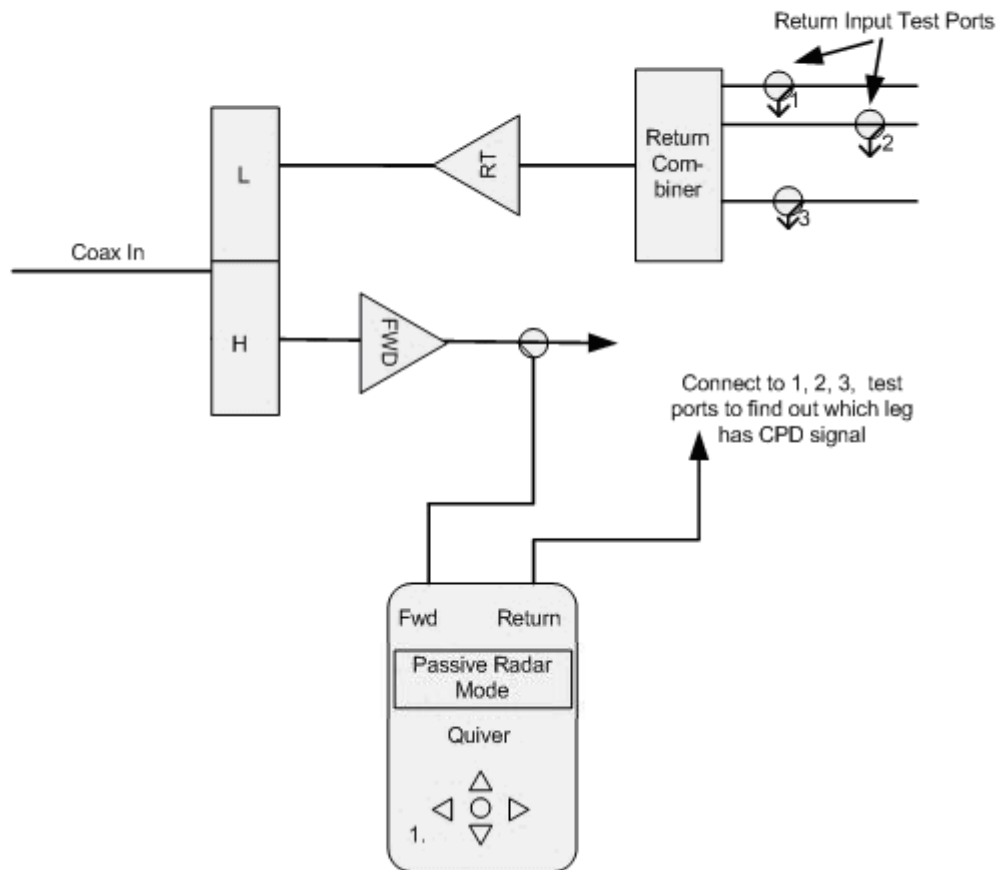 Return Input Test Ports
1
2
3
Return
Com-
biner
RT
L
Coax In
H
FWD
Connect to 1, 2, 3, test
ports to find out which leg
has CPD signal
Fwd Return
Passive Radar
Mode
Quiver
1.